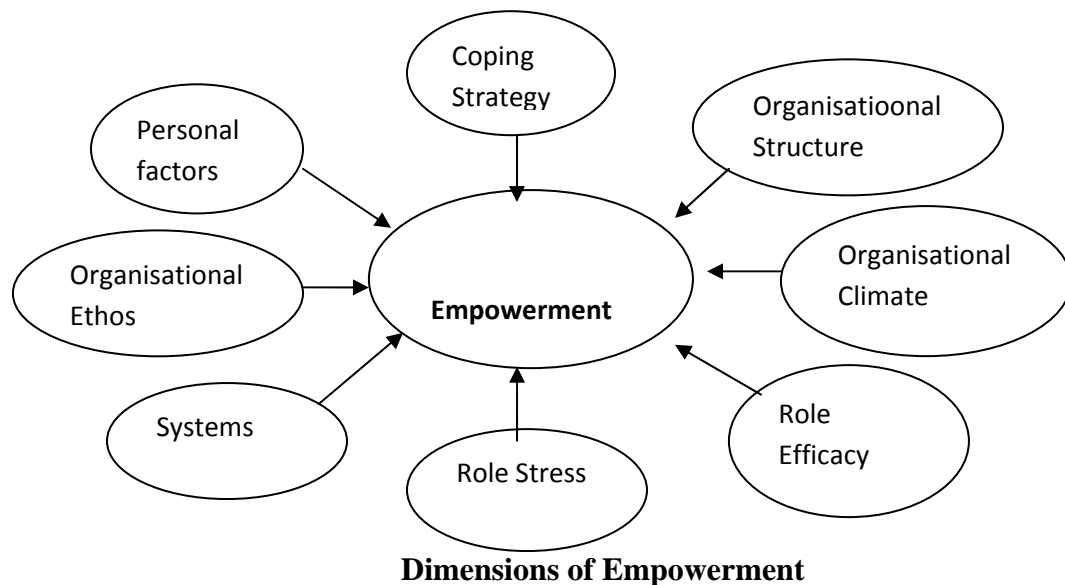 Coping
Strategy
Organisatioonal
Structure
Personal
factors
Organisational
Ethos
Organisational
Climate
Empowerment
Systems
Role Stress
Role
Efficacy
Dimensions of Empowerment